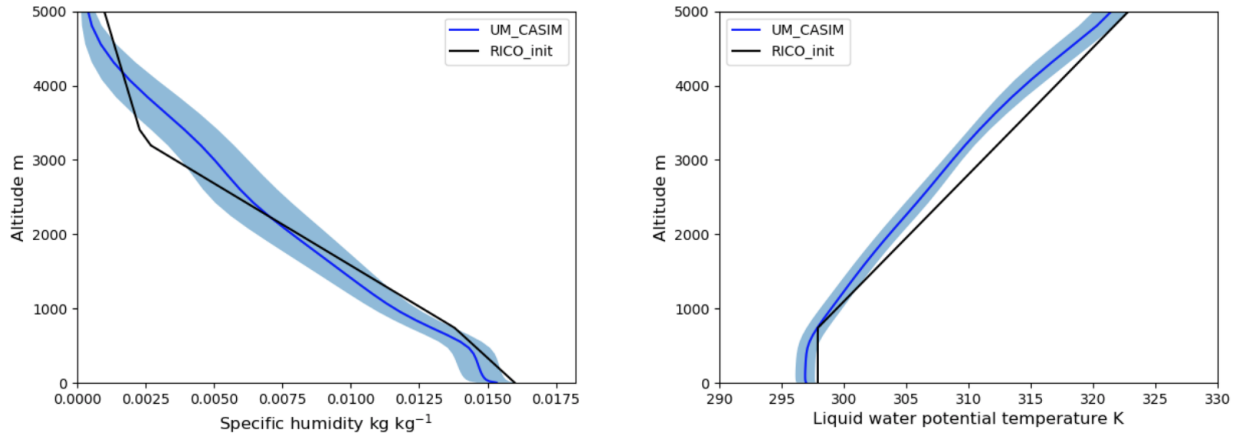 5000
4000
3000
2000
1000
0
Altitude m
0.0000 0.0025 0.0050 0.0075 0.0100 0.0125 0.0150 0.0175
Specific humidity kg kg⁻¹
UM_CASIM
RICO_init
5000
4000
3000
2000
1000
0
Altitude m
290 295 300 305 310 315 320 325 330
Liquid water potential temperature K
UM_CASIM
RICO_init